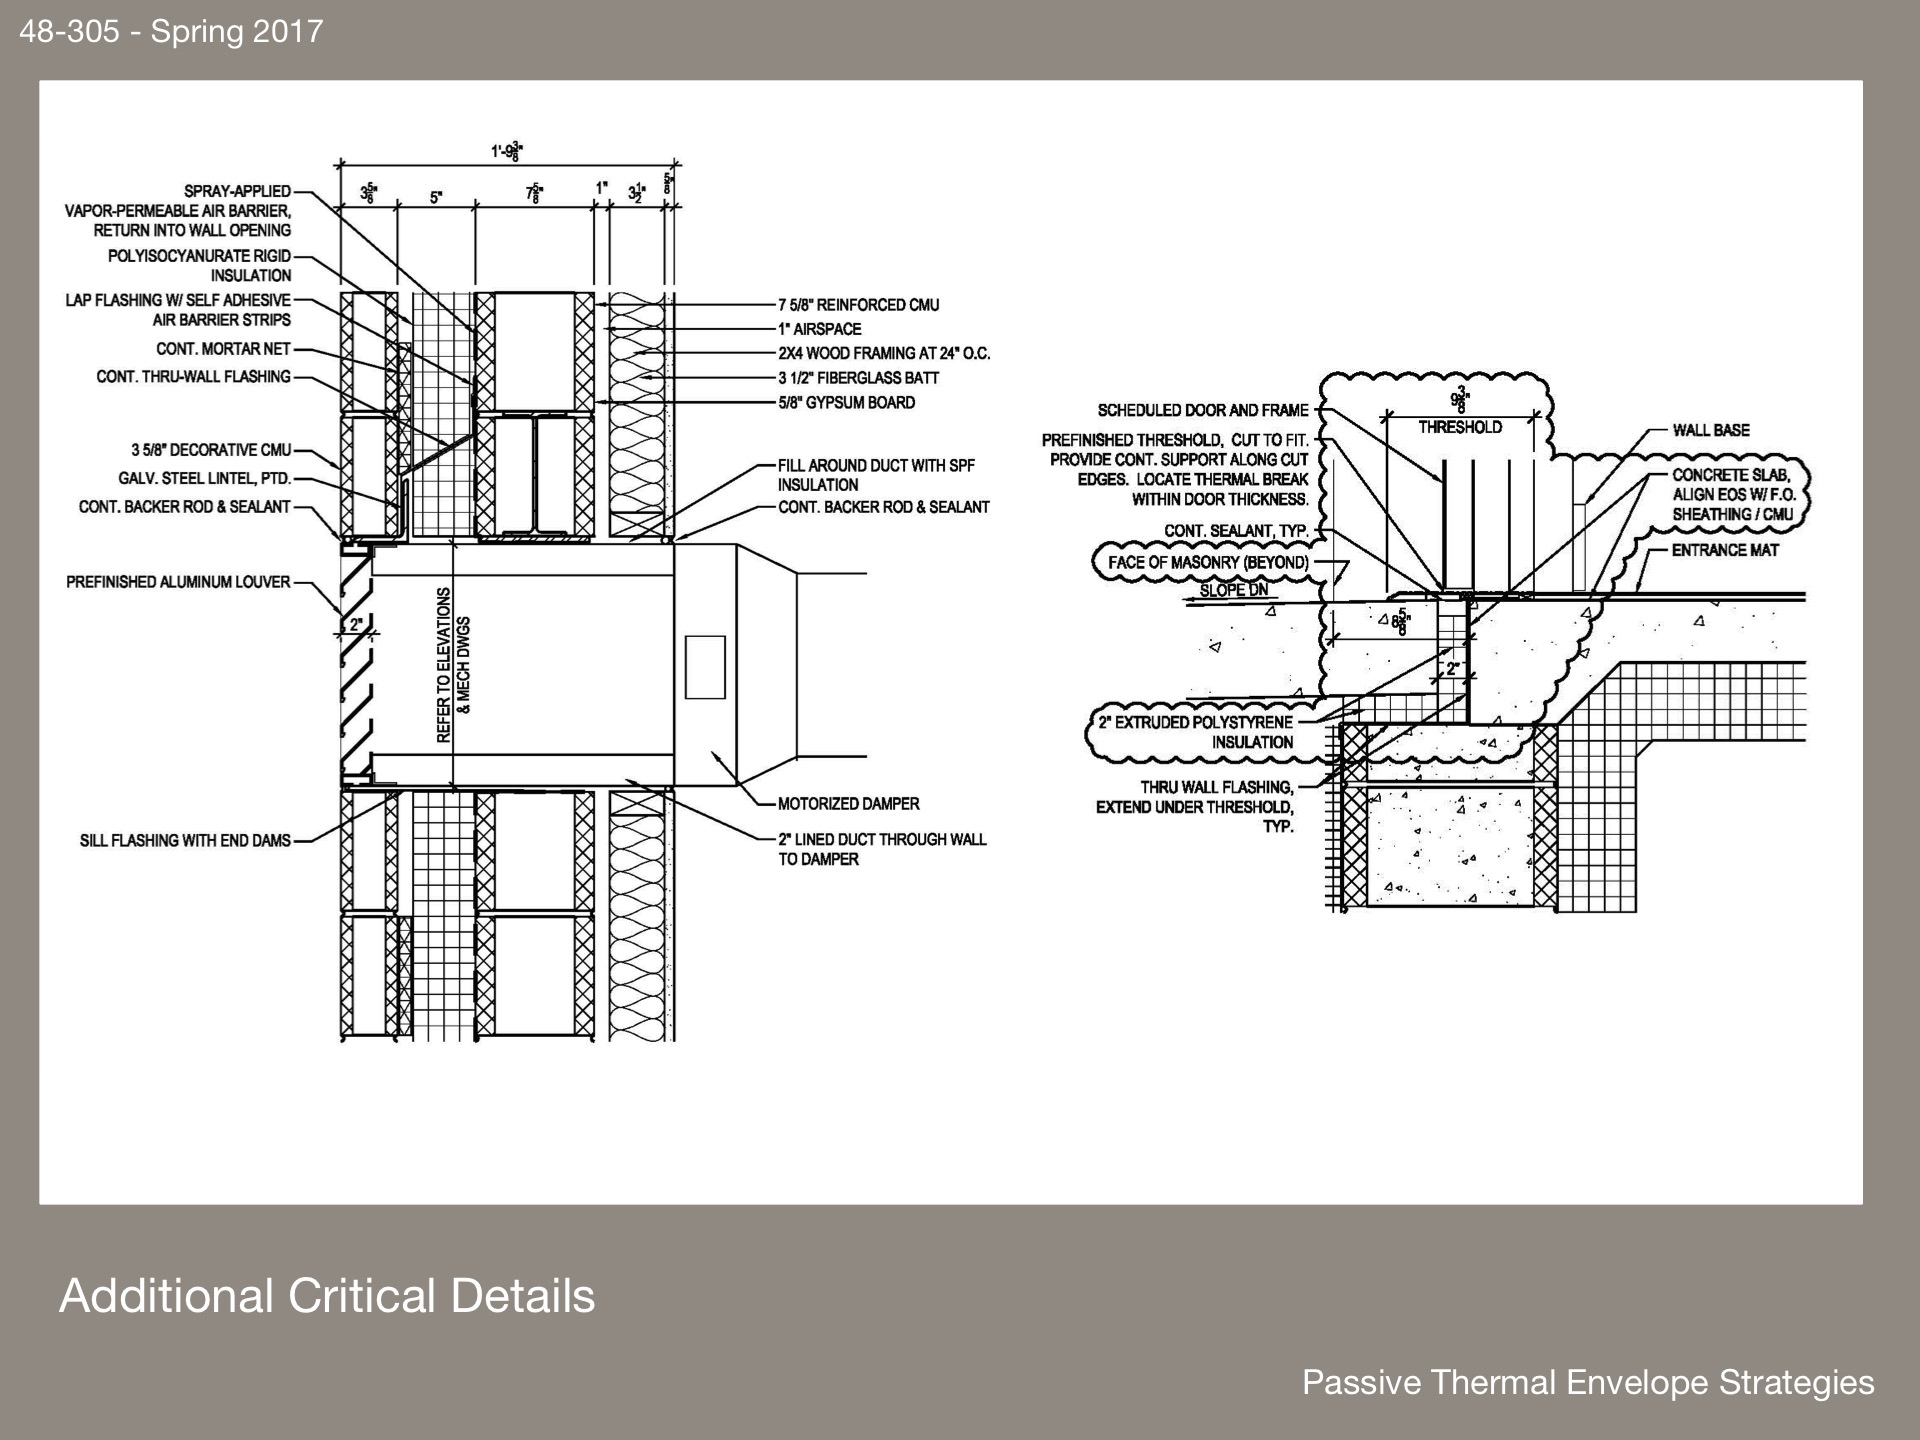 48-305 - Spring 2017
1'-9 3/8"
3 5/8"
5"
7 5/8"
1"
3 1/2"
5/8"
SPRAY-APPLIED
VAPOR-PERMEABLE AIR BARRIER,
RETURN INTO WALL OPENING
POLYISOCYANURATE RIGID
INSULATION
LAP FLASHING W/ SELF ADHESIVE
AIR BARRIER STRIPS
CONT. MORTAR NET
CONT. THRU-WALL FLASHING
3 5/8" DECORATIVE CMU
GALV. STEEL LINTEL, PTD.
CONT. BACKER ROD & SEALANT
PREFINISHED ALUMINUM LOUVER
2"
REFER TO ELEVATIONS
& MECH DWGS
SILL FLASHING WITH END DAMS
7 5/8" REINFORCED CMU
1" AIRSPACE
2X4 WOOD FRAMING AT 24" O.C.
3 1/2" FIBERGLASS BATT
5/8" GYPSUM BOARD
FILL AROUND DUCT WITH SPF
INSULATION
CONT. BACKER ROD & SEALANT
MOTORIZED DAMPER
2" LINED DUCT THROUGH WALL
TO DAMPER
9 3/8"
THRESHOLD
SCHEDULED DOOR AND FRAME
PREFINISHED THRESHOLD, CUT TO FIT.
PROVIDE CONT. SUPPORT ALONG CUT
EDGES. LOCATE THERMAL BREAK
WITHIN DOOR THICKNESS.
CONT. SEALANT, TYP.
FACE OF MASONRY (BEYOND)
SLOPE DN
8 5/8"
2"
2" EXTRUDED POLYSTYRENE
INSULATION
THRU WALL FLASHING,
EXTEND UNDER THRESHOLD,
TYP.
WALL BASE
CONCRETE SLAB,
ALIGN EOS W/ F.O.
SHEATHING / CMU
ENTRANCE MAT
Additional Critical Details
Passive Thermal Envelope Strategies